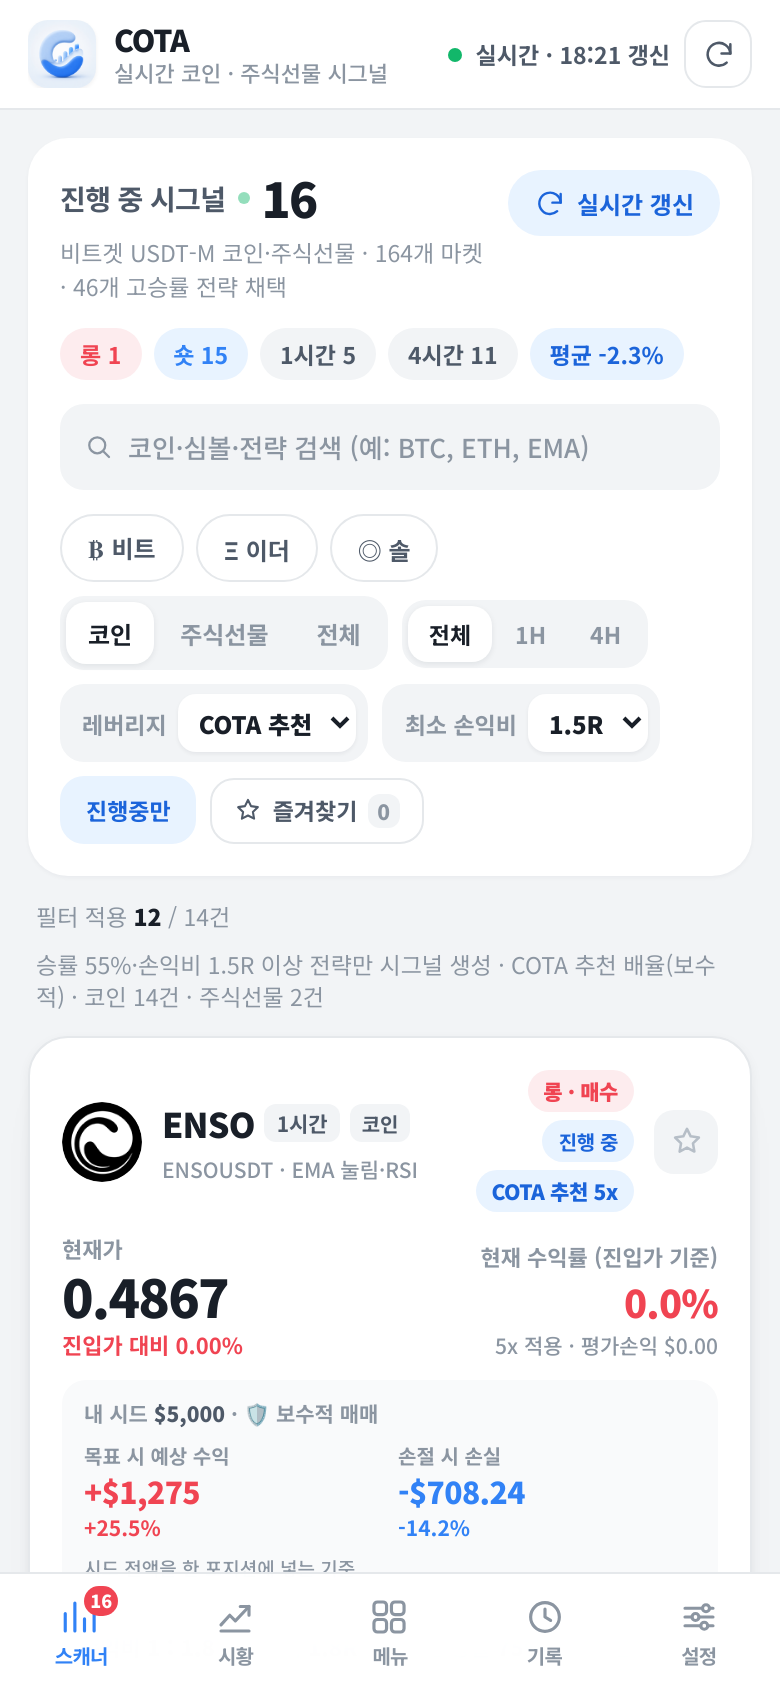 COTA
실시간 코인 · 주식선물 시그널
실시간 · 18:21 갱신
진행 중 시그널 16
실시간 갱신
비트겟 USDT-M 코인·주식선물 · 164개 마켓
· 46개 고승률 전략 채택
롱 1
숏 15
1시간 5
4시간 11
평균 -2.3%
코인·심볼·전략 검색 (예: BTC, ETH, EMA)
₿ 비트
Ξ 이더
◎ 솔
코인
주식선물
전체
전체
1H
4H
레버리지
COTA 추천
최소 손익비
1.5R
진행중만
즐겨찾기 0
필터 적용 12 / 14건
승률 55%·손익비 1.5R 이상 전략만 시그널 생성 · COTA 추천 배율(보수
적) · 코인 14건 · 주식선물 2건
롱 · 매수
ENSO 1시간 코인
진행 중
ENSOUSDT · EMA 눌림·RSI
COTA 추천 5x
현재가
현재 수익률 (진입가 기준)
0.4867
0.0%
진입가 대비 0.00%
5x 적용 · 평가손익 $0.00
내 시드 $5,000 · 🛡️ 보수적 매매
목표 시 예상 수익
손절 시 손실
+$1,275
-$708.24
+25.5%
-14.2%
시드 전액을 한 포지션에 넣는 기준
16
스캐너
시황
메뉴
기록
설정